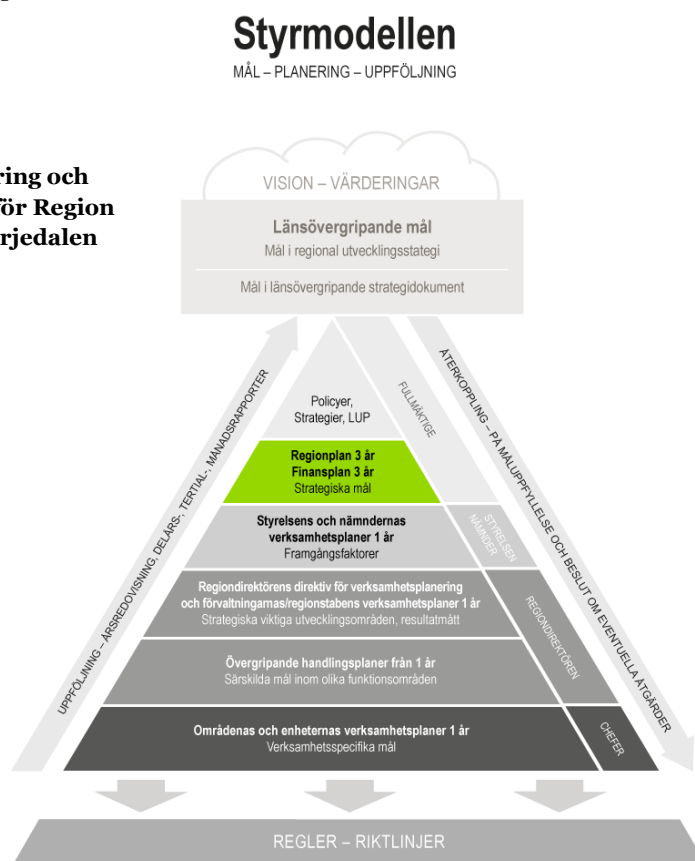 Styrmodellen
MÅL – PLANERING – UPPFÖLJNING
ring och
för Region
rjedalen
VISION – VÄRDERINGAR
Länsövergripande mål
Mål i regional utvecklingsstategi
Mål i länsövergripande strategidokument
UPPFÖLJNING – ÅRSREDOVISNING, DELÅRS-, TERTIAL-, MÅNADSRAPPORTER
ÅTERKOPPLING – PÅ MÅLUPPFYLLELSE OCH BESLUT OM EVENTUELLA ÅTGÄRDER
Policyer,
Strategier, LUP
FULLMÄKTIGE
Regionplan 3 år
Finansplan 3 år
Strategiska mål
Styrelsens och nämndernas
verksamhetsplaner 1 år
Framgångsfaktorer
STYRELSEN
NÄMNDER
Regiondirektörens direktiv för verksamhetsplanering
och förvaltningarnas/regionstabens verksamhetsplaner 1 år
Strategiska viktiga utvecklingsområden, resultatmått
REGIONDIREKTÖREN
Övergripande handlingsplaner från 1 år
Särskilda mål inom olika funktionsområden
Områdenas och enheternas verksamhetsplaner 1 år
Verksamhetsspecifika mål
CHEFER
REGLER – RIKTLINJER